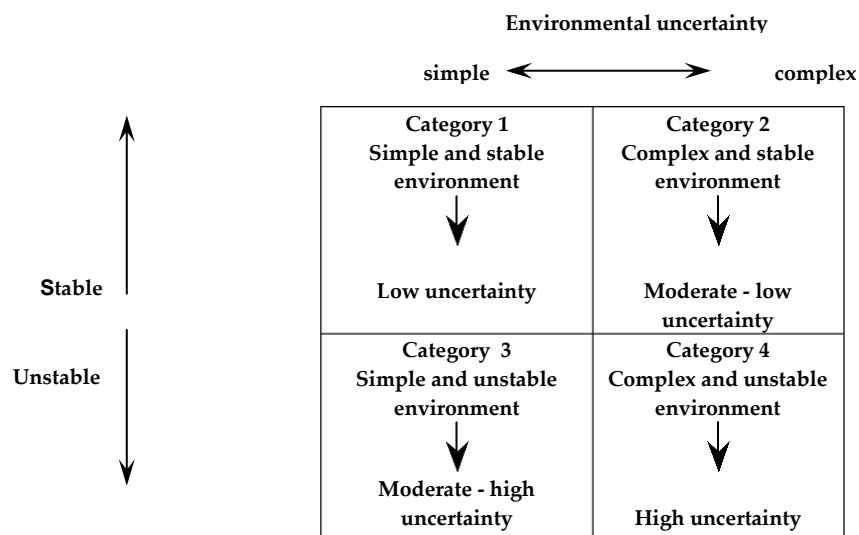 Environmental uncertainty
simple
complex
Category 1
Simple and stable
environment
Low uncertainty
Category 2
Complex and stable
environment
Moderate - low
uncertainty
Stable
Unstable
Category 3
Simple and unstable
environment
Moderate - high
uncertainty
Category 4
Complex and unstable
environment
High uncertainty